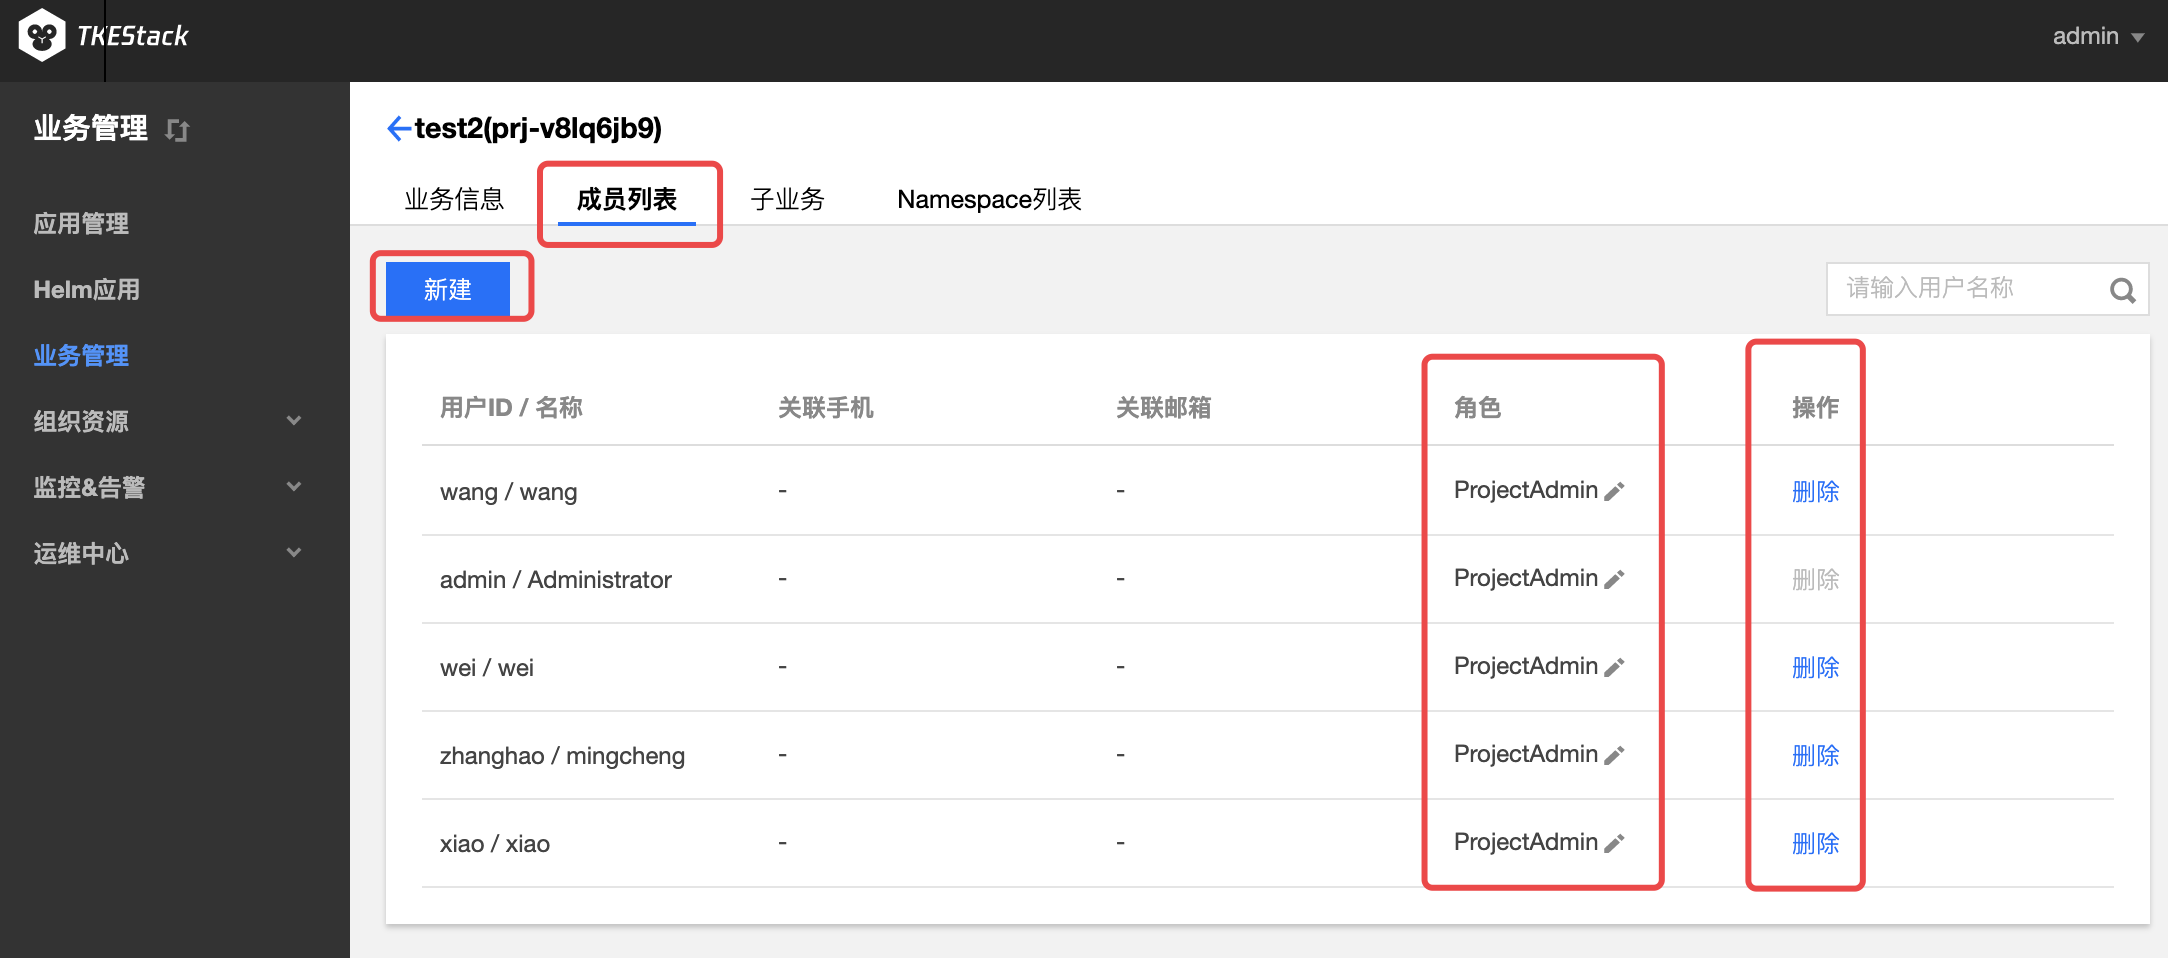 TKEStack
admin
业务管理
应用管理
Helm应用
业务管理
组织资源
监控&告警
运维中心
test2(prj-v8lq6jb9)
业务信息 成员列表 子业务 Namespace列表
新建
请输入用户名称
用户ID / 名称 关联手机 关联邮箱 角色 操作
wang / wang - - ProjectAdmin 删除
admin / Administrator - - ProjectAdmin 删除
wei / wei - - ProjectAdmin 删除
zhanghao / mingcheng - - ProjectAdmin 删除
xiao / xiao - - ProjectAdmin 删除